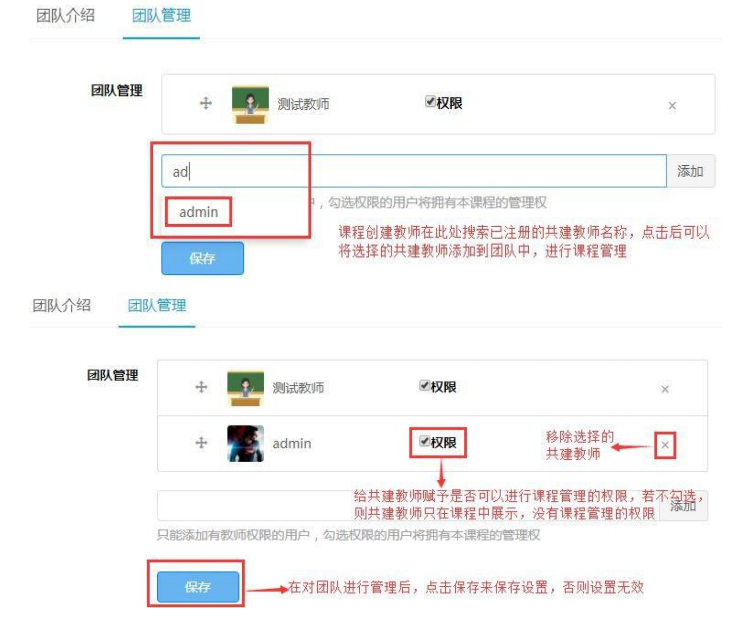 团队介绍 团队管理
团队管理 测试教师 权限 ×
ad 添加
admin ，勾选权限的用户将拥有本课程的管理权
课程创建教师在此处搜索已注册的共建教师名称，点击后可以
将选择的共建教师添加到团队中，进行课程管理
保存
团队介绍 团队管理
团队管理 测试教师 权限 ×
admin 权限 移除选择的
共建教师 ×
给共建教师赋予是否可以进行课程管理的权限，若不勾选，
则共建教师只在课程中展示，没有课程管理的权限 添加
只能添加有教师权限的用户，勾选权限的用户将拥有本课程的管理权
保存 在对团队进行管理后，点击保存来保存设置，否则设置无效